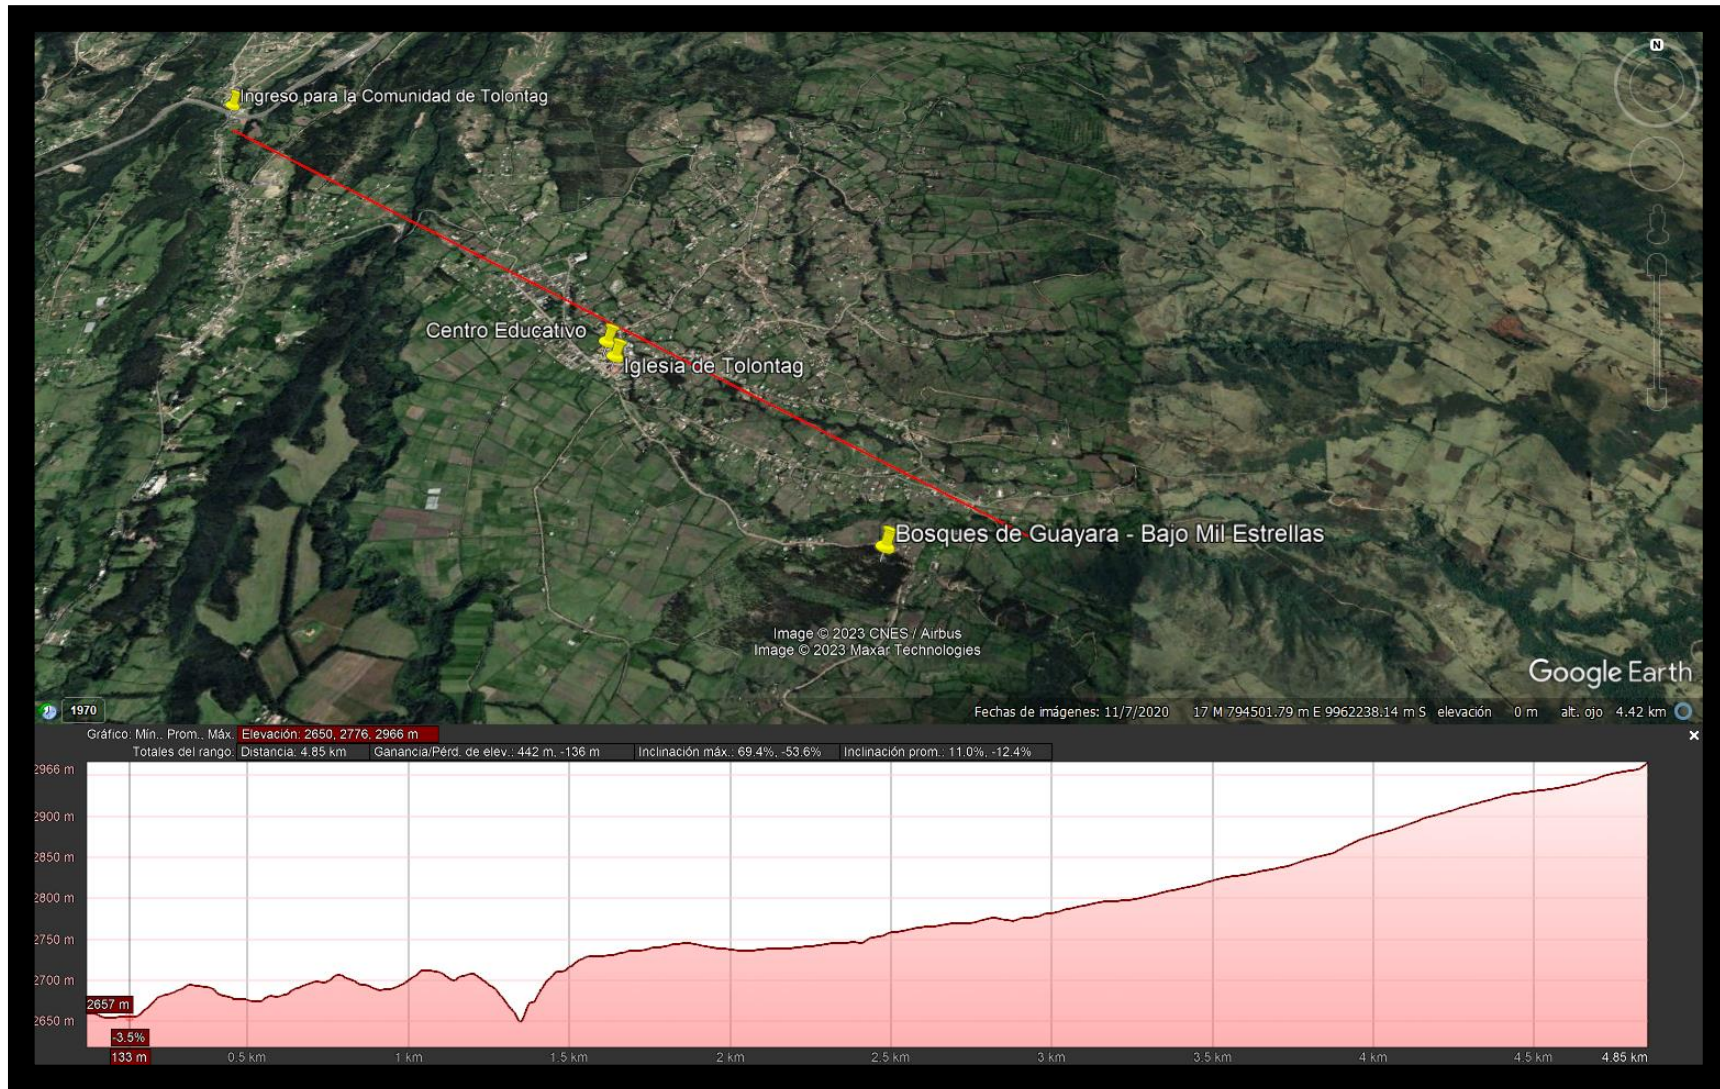 N
Ingreso para la Comunidad de Tolontag
Centro Educativo
Iglesia de Tolontag
Bosques de Guayara - Bajo Mil Estrellas
Image © 2023 CNES / Airbus
Image © 2023 Maxar Technologies
Google Earth
1970
Fechas de imágenes: 11/7/2020 17 M 794501.79 m E 9962238.14 m S elevación 0 m alt. ojo 4.42 km
Gráfico: Mín., Prom., Máx. Elevación: 2650, 2776, 2966 m
Totales del rango: Distancia: 4.85 km Ganancia/Pérd. de elev.: 442 m, -136 m Inclinación máx.: 69.4%, -53.6% Inclinación prom.: 11.0%, -12.4%
2966 m
2900 m
2850 m
2800 m
2750 m
2700 m
2657 m
2650 m
-3.5%
133 m 0.5 km 1 km 1.5 km 2 km 2.5 km 3 km 3.5 km 4 km 4.5 km 4.85 km